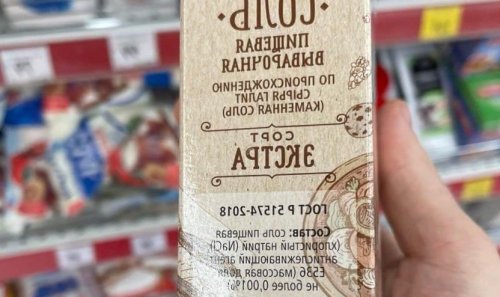 СОЛЬ
ПИЩЕВАЯ
ВЫВАРОЧНАЯ
ПО ПРОИСХОЖДЕНИЮ
СЫРЬЯ ГАЛИТ
(КАМЕННАЯ СОЛЬ)
СОРТ
ЭКСТРА
ГОСТ Р 51574-2018
Состав: соль пищевая
(хлористый натрий (NaCl)
антислеживающий агент
Е536 (массовая доля
не более 0,001%)